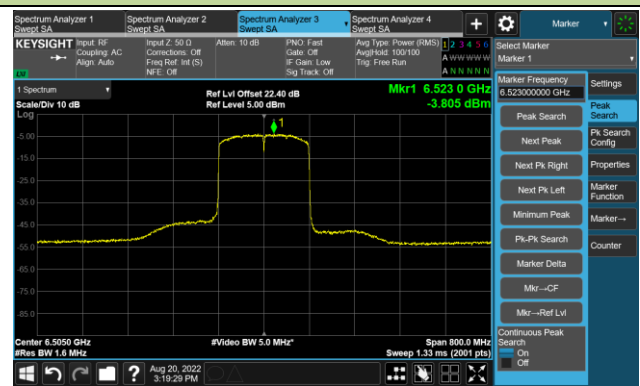 Spectrum Analyzer 1
Swept SA
Spectrum Analyzer 2
Swept SA
Spectrum Analyzer 3
Swept SA
Spectrum Analyzer 4
Swept SA
Marker
KEYSIGHT
Input: RF
Coupling: AC
Align: Auto
Input Z: 50 Ω
Corrections: Off
Freq Ref: Int (S)
NFE: Off
Atten: 10 dB
PNO: Fast
Gate: Off
IF Gain: Low
Sig Track: Off
Avg Type: Power (RMS)
Avg|Hold: 100/100
Trig: Free Run
1 2 3 4 5 6
A W W W W W
A N N N N N
Select Marker
Marker 1
1 Spectrum
Scale/Div 10 dB
Log
Ref Lvl Offset 22.40 dB
Ref Level 5.00 dBm
Mkr1 6.523 0 GHz
-3.805 dBm
1
-5.00
-15.0
-25.0
-35.0
-45.0
-55.0
-65.0
-75.0
-85.0
Center 6.5050 GHz
#Res BW 1.6 MHz
#Video BW 5.0 MHz*
Span 800.0 MHz
Sweep 1.33 ms (2001 pts)
Marker Frequency
6.523000000 GHz
Peak Search
Next Peak
Next Pk Right
Next Pk Left
Minimum Peak
Pk-Pk Search
Marker Delta
Mkr→CF
Mkr→Ref Lvl
Continuous Peak
Search
On
Off
Settings
Peak
Search
Pk Search
Config
Properties
Marker
Function
Marker→
Counter
?
Aug 20, 2022
3:19:29 PM